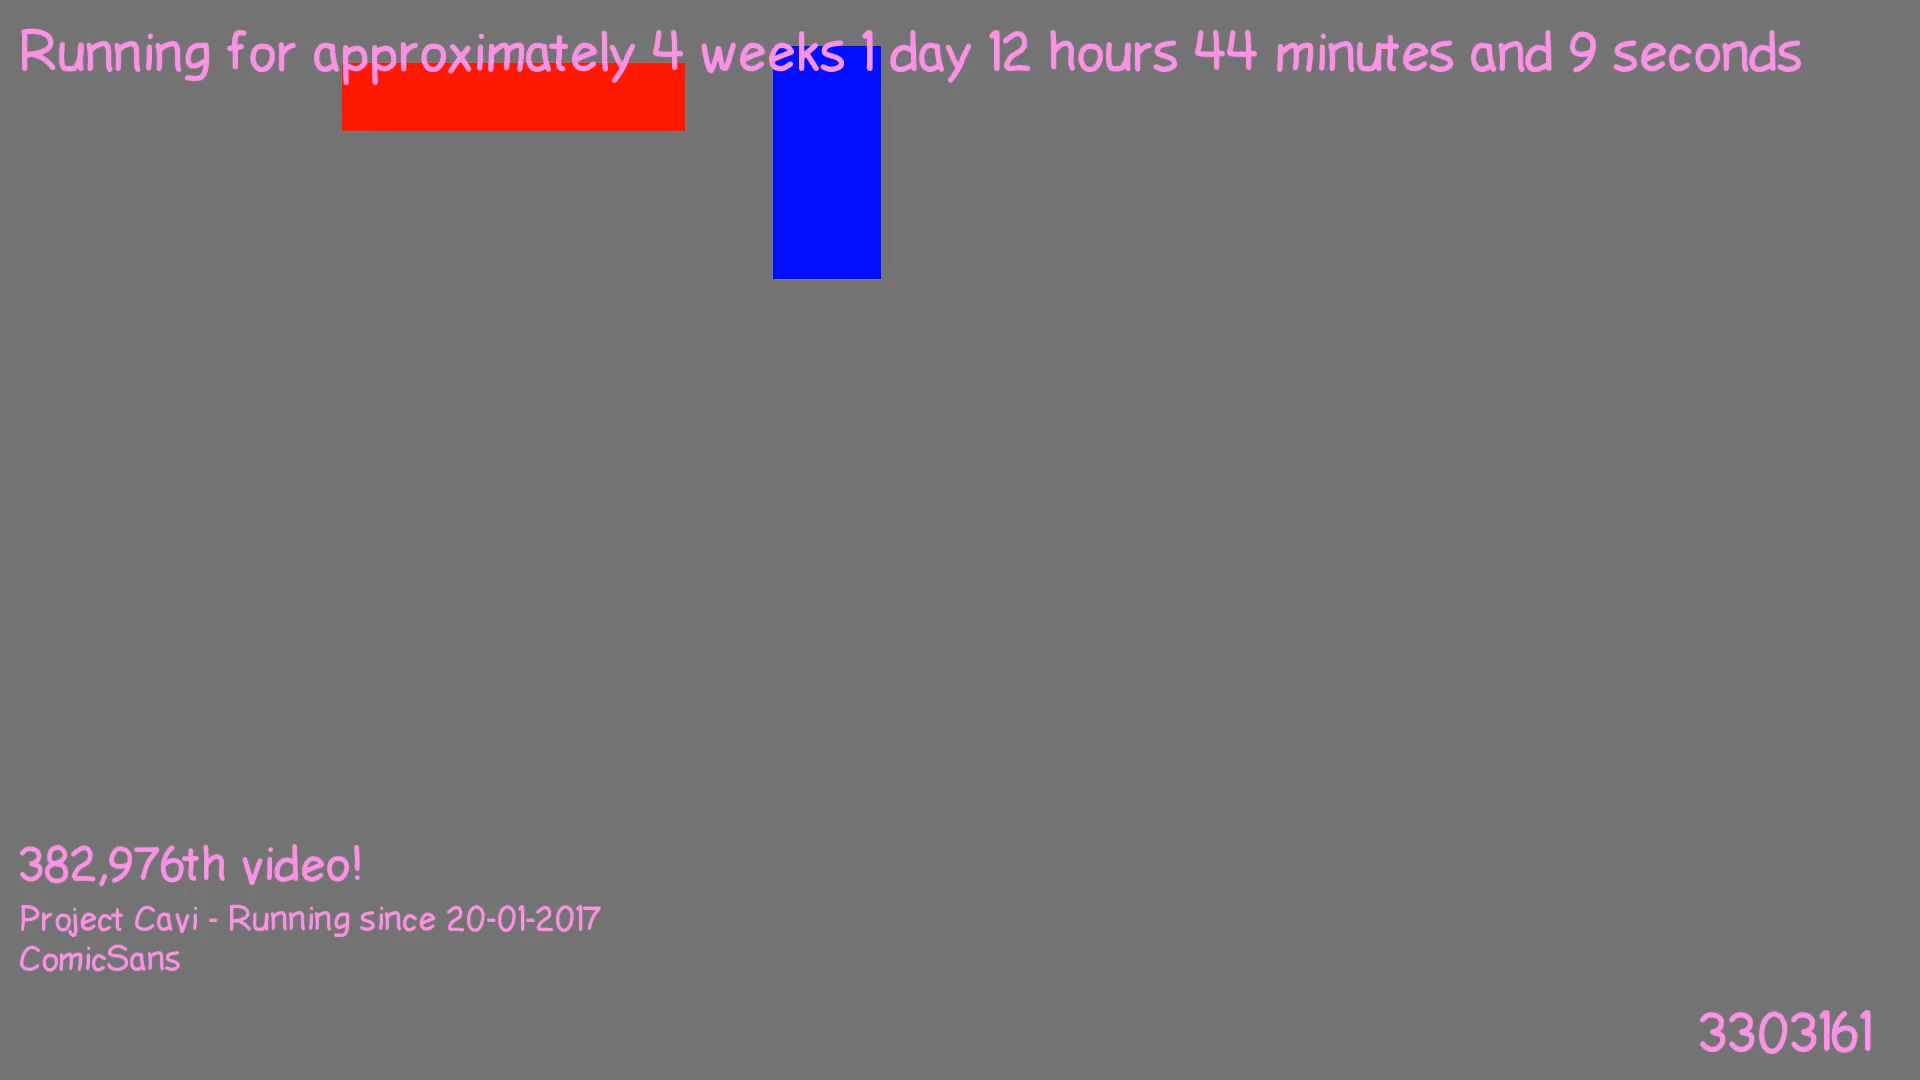 Running for approximately 4 weeks 1 day 12 hours 44 minutes and 9 seconds
382,976th video!
Project Cavi - Running since 20-01-2017
ComicSans
3303161